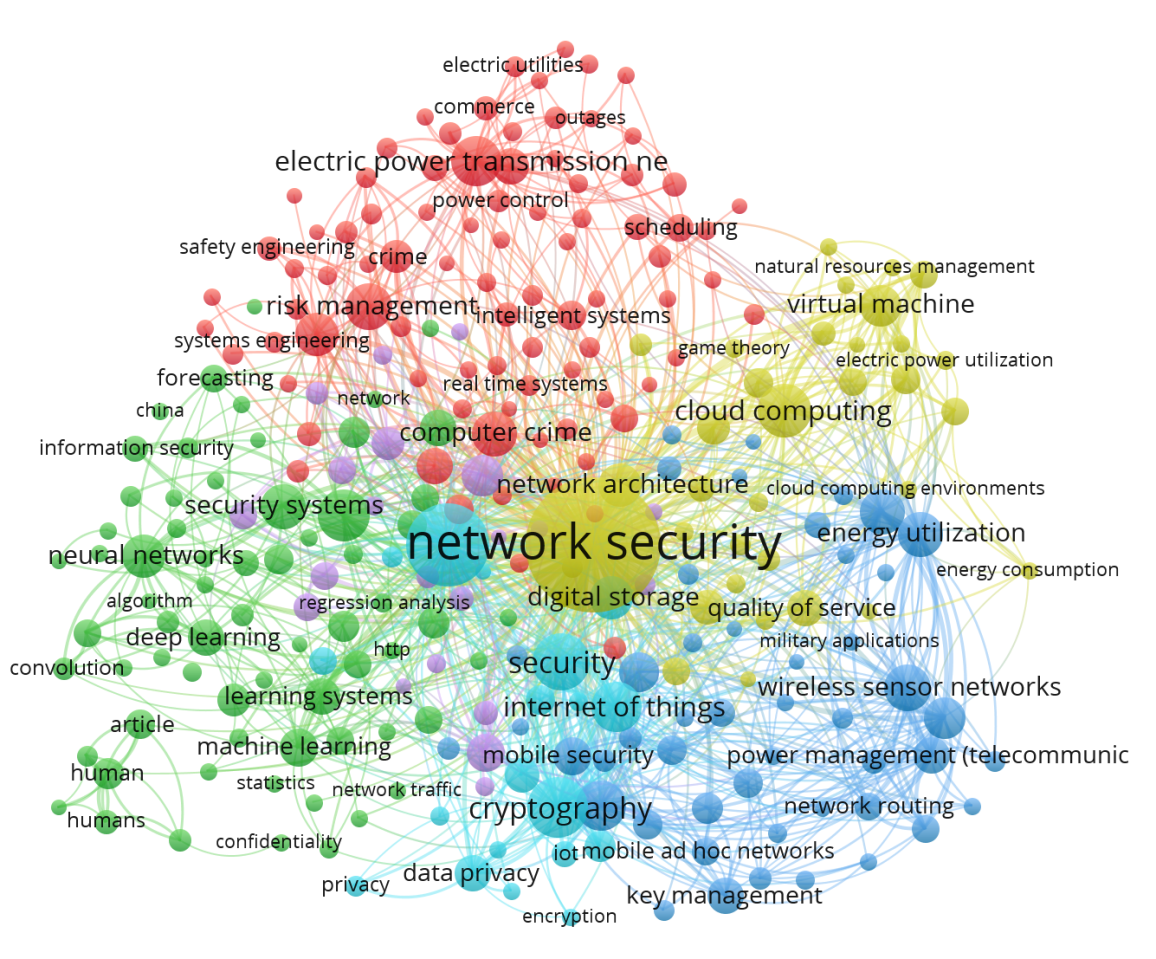 electric utilities
commerce
outages
electric power transmission ne
power control
scheduling
safety engineering
crime
natural resources management
virtual machine
risk management
intelligent systems
systems engineering
game theory
electric power utilization
forecasting
real time systems
network
china
cloud computing
computer crime
information security
network architecture
cloud computing environments
security systems
energy utilization
network security
neural networks
energy consumption
digital storage
algorithm
regression analysis
quality of service
deep learning
military applications
http
security
convolution
wireless sensor networks
learning systems
internet of things
article
machine learning
mobile security
power management (telecommunic
human
statistics
network traffic
cryptography
network routing
humans
confidentiality
iot
mobile ad hoc networks
data privacy
privacy
key management
encryption